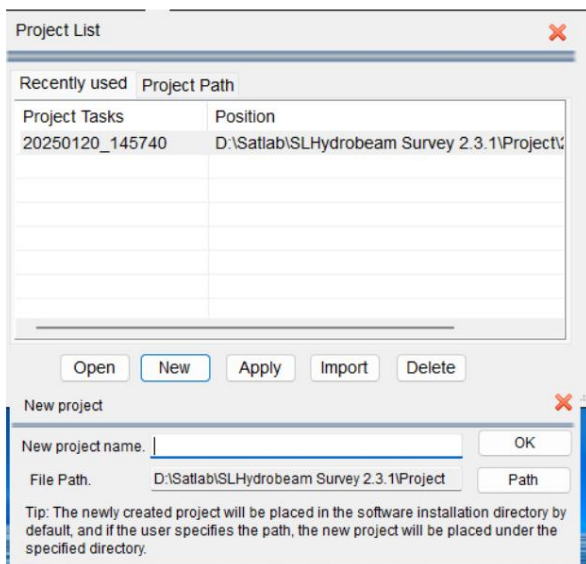 Project List
Recently used Project Path
Project Tasks Position
20250120_145740 D:\Satlab\SLHydrobeam Survey 2.3.1\Project\2
Open New Apply Import Delete
New project
New project name. OK
File Path. D:\Satlab\SLHydrobeam Survey 2.3.1\Project Path
Tip: The newly created project will be placed in the software installation directory by
default, and if the user specifies the path, the new project will be placed under the
specified directory.